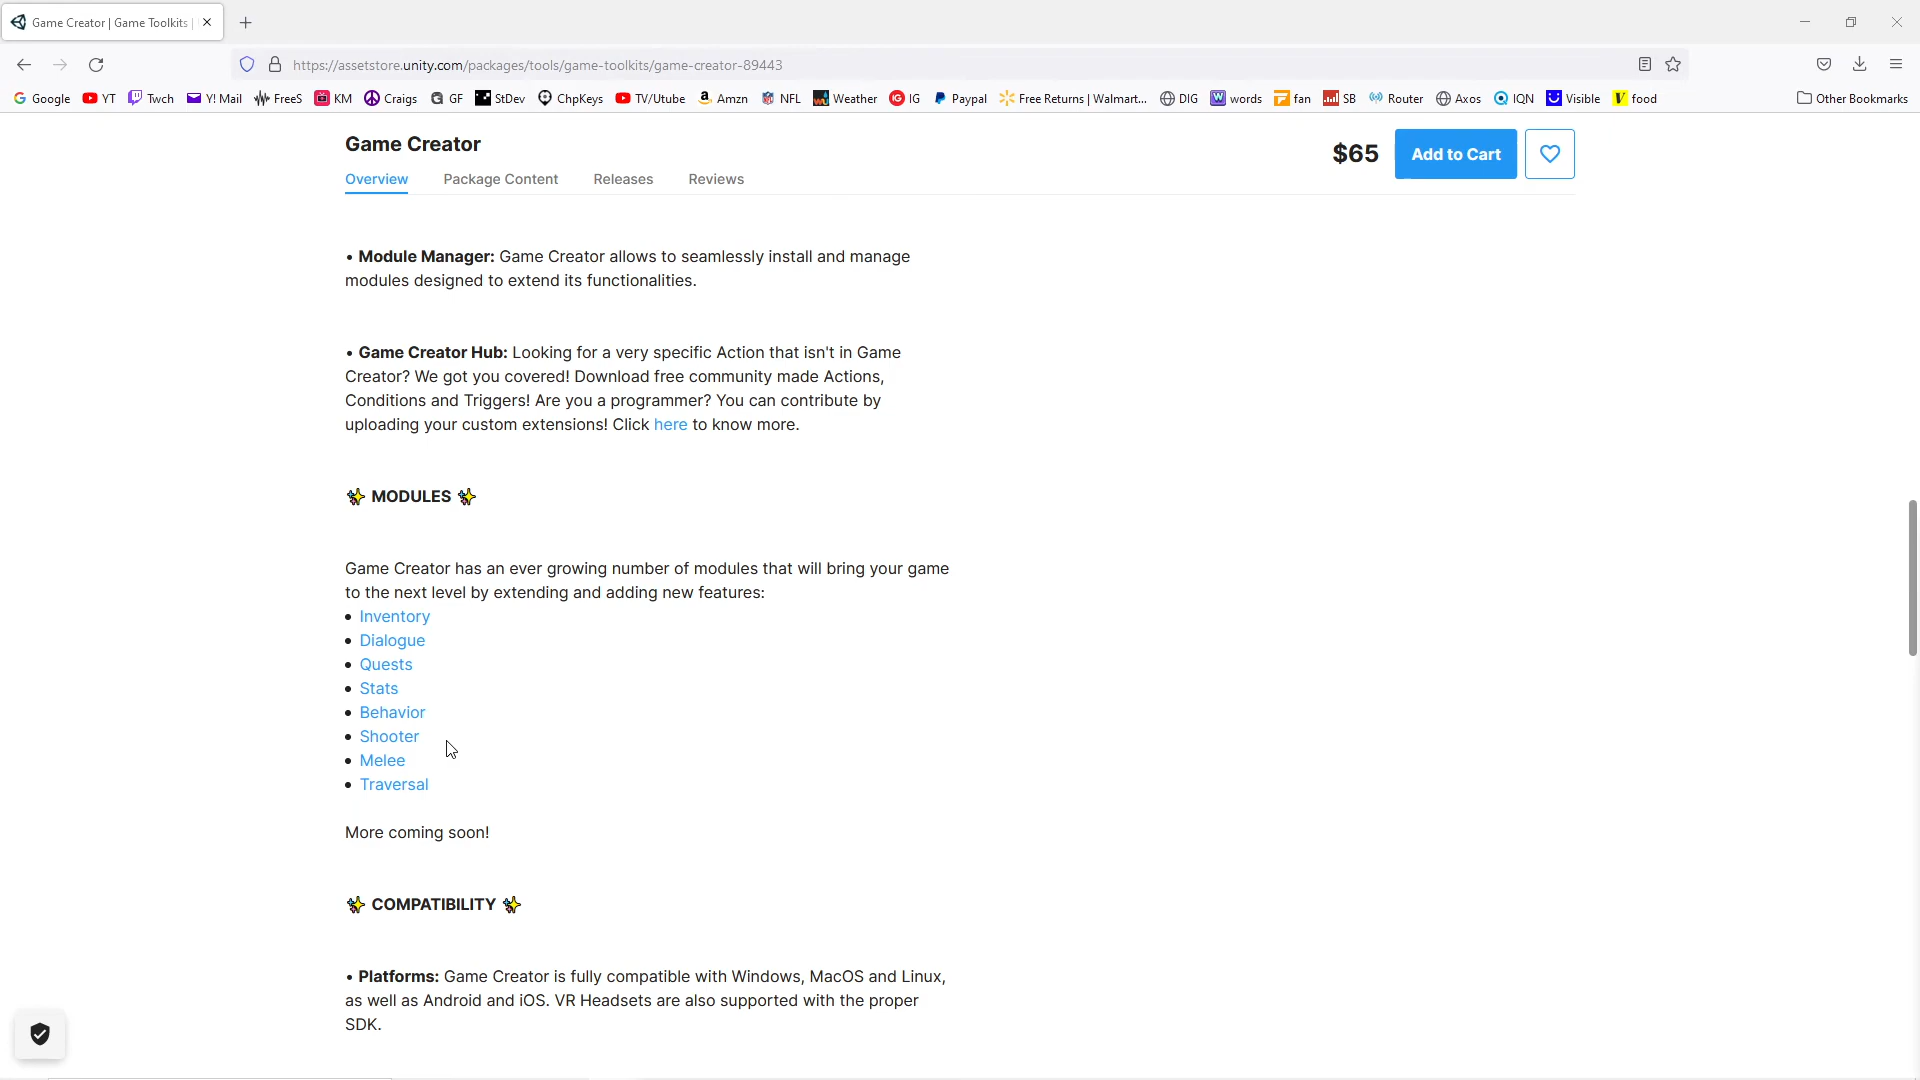 Game Creator | Game Toolkits |
https://assetstore.unity.com/packages/tools/game-toolkits/game-creator-89443
Google YT Twch Y! Mail FreeS KM Craigs GF StDev ChpKeys TV/Utube Amzn NFL Weather IG Paypal Free Returns | Walmart... DIG words fan SB Router Axos IQN Visible food Other Bookmarks
Game Creator
$65 Add to Cart
Overview Package Content Releases Reviews
• Module Manager: Game Creator allows to seamlessly install and manage
modules designed to extend its functionalities.
• Game Creator Hub: Looking for a very specific Action that isn't in Game
Creator? We got you covered! Download free community made Actions,
Conditions and Triggers! Are you a programmer? You can contribute by
uploading your custom extensions! Click here to know more.
✨ MODULES ✨
Game Creator has an ever growing number of modules that will bring your game
to the next level by extending and adding new features:
• Inventory
• Dialogue
• Quests
• Stats
• Behavior
• Shooter
• Melee
• Traversal
More coming soon!
✨ COMPATIBILITY ✨
• Platforms: Game Creator is fully compatible with Windows, MacOS and Linux,
as well as Android and iOS. VR Headsets are also supported with the proper
SDK.